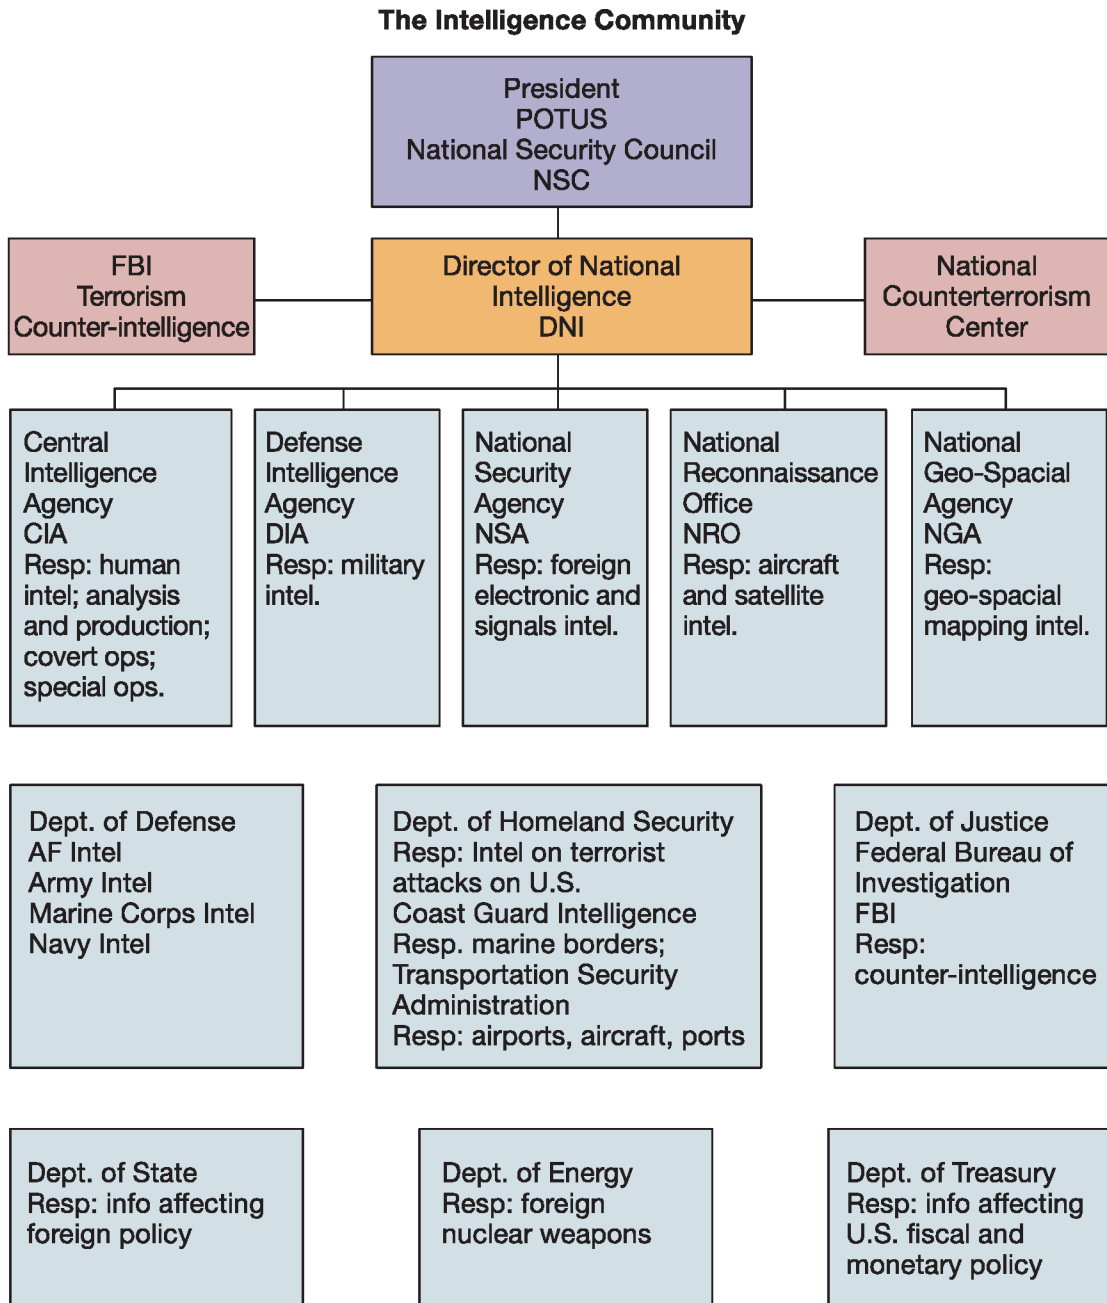 The Intelligence Community
President
POTUS
National Security Council
NSC
FBI
Terrorism
Counter-intelligence
Director of National
Intelligence
DNI
National
Counterterrorism
Center
Central
Intelligence
Agency
CIA
Resp: human
intel; analysis
and production;
covert ops;
special ops.
Defense
Intelligence
Agency
DIA
Resp: military
intel.
National
Security
Agency
NSA
Resp: foreign
electronic and
signals intel.
National
Reconnaissance
Office
NRO
Resp: aircraft
and satellite
intel.
National
Geo-Spacial
Agency
NGA
Resp:
geo-spacial
mapping intel.
Dept. of Defense
AF Intel
Army Intel
Marine Corps Intel
Navy Intel
Dept. of Homeland Security
Resp: Intel on terrorist
attacks on U.S.
Coast Guard Intelligence
Resp. marine borders;
Transportation Security
Administration
Resp: airports, aircraft, ports
Dept. of Justice
Federal Bureau of
Investigation
FBI
Resp:
counter-intelligence
Dept. of State
Resp: info affecting
foreign policy
Dept. of Energy
Resp: foreign
nuclear weapons
Dept. of Treasury
Resp: info affecting
U.S. fiscal and
monetary policy